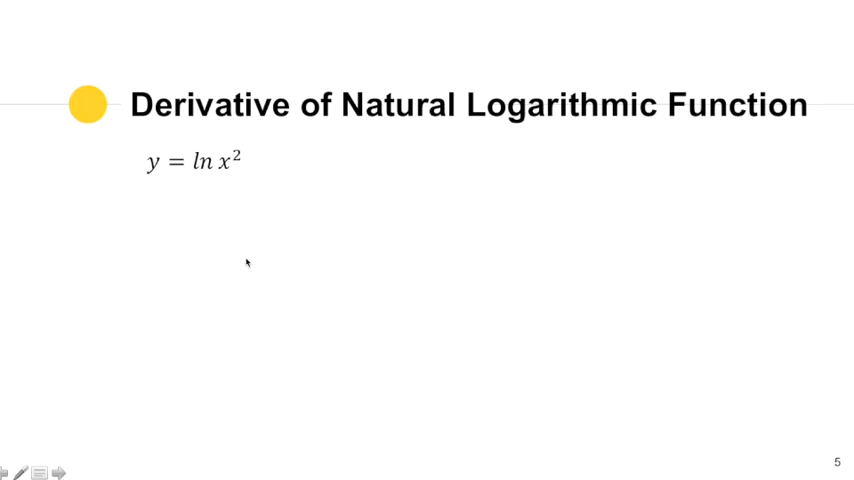 Derivative of Natural Logarithmic Function
y = ln x²
5